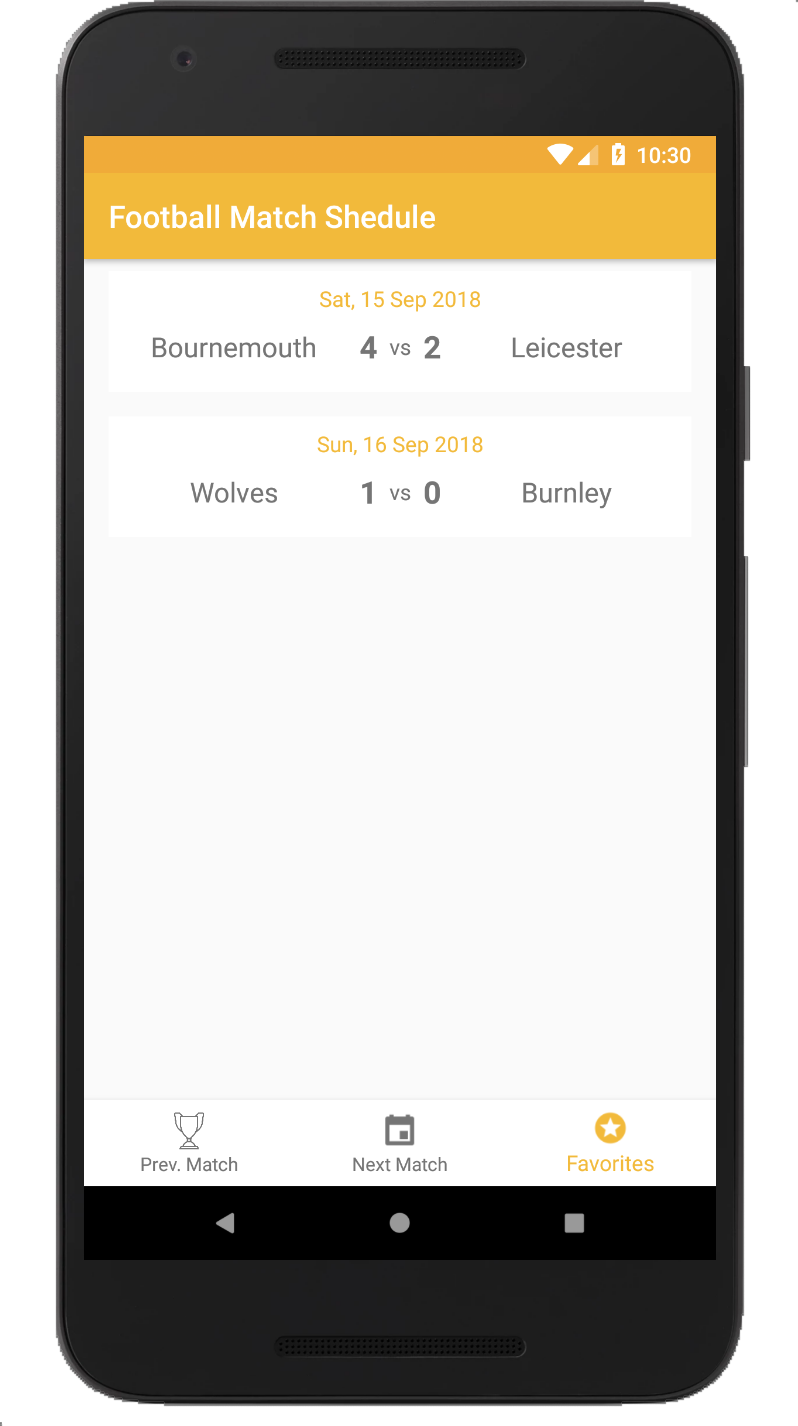 10:30
Football Match Shedule
Sat, 15 Sep 2018
Bournemouth 4 vs 2 Leicester
Sun, 16 Sep 2018
Wolves 1 vs 0 Burnley
Prev. Match Next Match Favorites